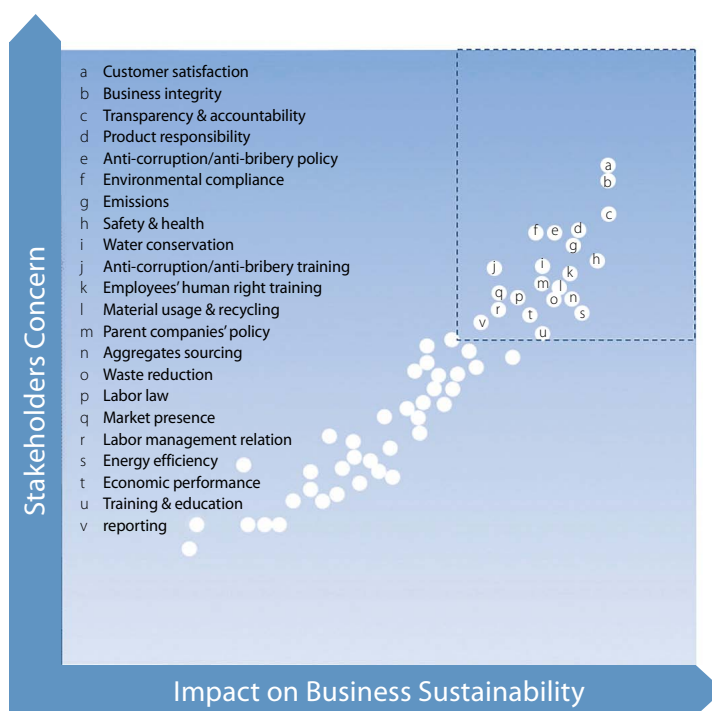 Stakeholders Concern
a Customer satisfaction
b Business integrity
c Transparency & accountability
d Product responsibility
e Anti-corruption/anti-bribery policy
f Environmental compliance
g Emissions
h Safety & health
i Water conservation
j Anti-corruption/anti-bribery training
k Employees' human right training
l Material usage & recycling
m Parent companies' policy
n Aggregates sourcing
o Waste reduction
p Labor law
q Market presence
r Labor management relation
s Energy efficiency
t Economic performance
u Training & education
v reporting
a
b
c
f e d
g
h
j i k
m l
q p o n
r t s
v
u
Impact on Business Sustainability